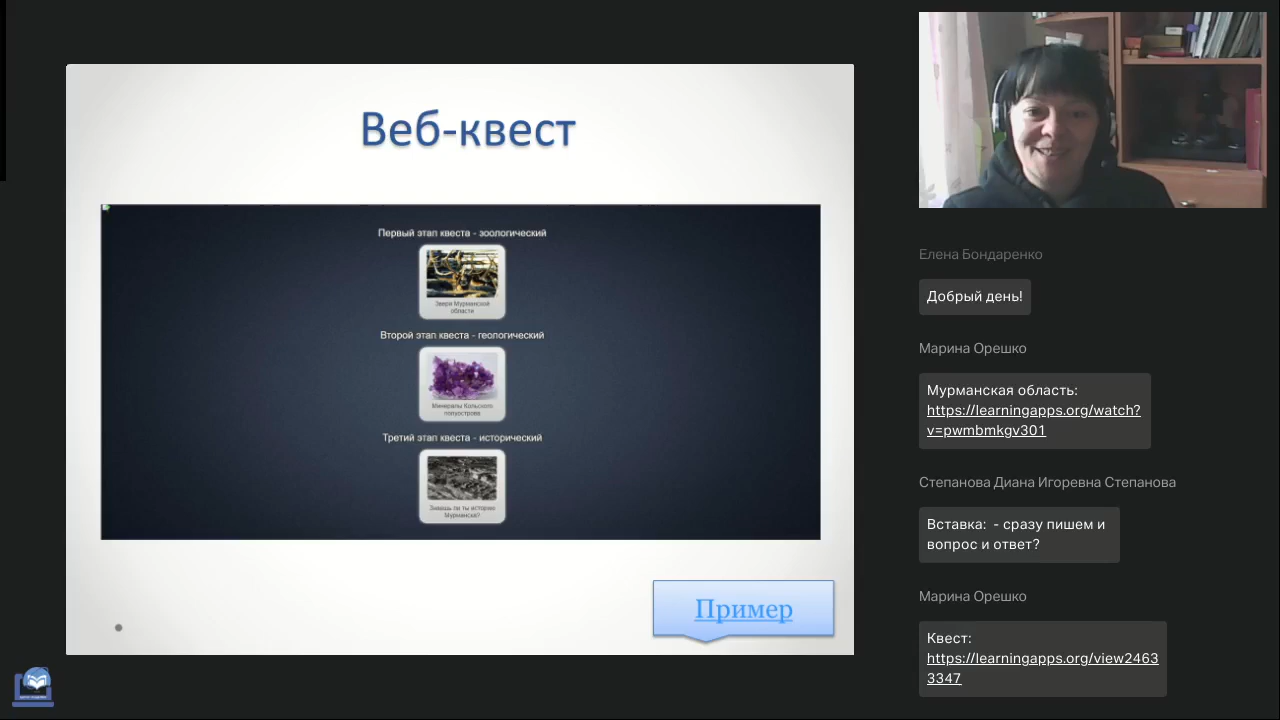 Веб-квест
Первый этап квеста - зоологический
Звери Мурманской
области
Второй этап квеста - геологический
Минералы Кольского
полуострова
Третий этап квеста - исторический
Знаешь ли ты историю
Мурманска?
Пример
Елена Бондаренко
Добрый день!
Марина Орешко
Мурманская область:
https://learningapps.org/watch?
v=pwmbmkgv301
Степанова Диана Игоревна Степанова
Вставка:  - сразу пишем и
вопрос и ответ?
Марина Орешко
Квест:
https://learningapps.org/view2463
3347